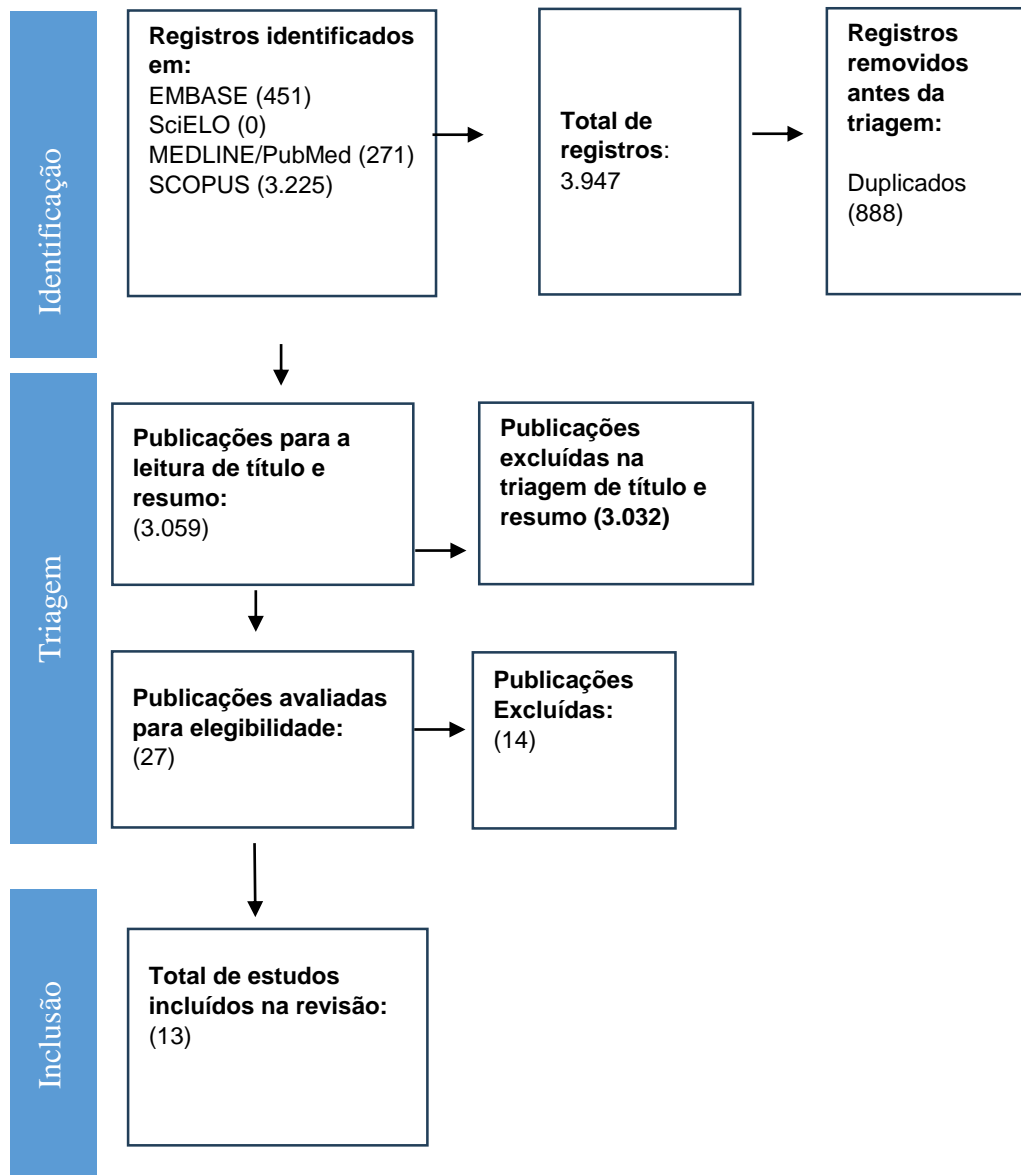 Identificação
Registros identificados
em:
EMBASE (451)
SciELO (0)
MEDLINE/PubMed (271)
SCOPUS (3.225)
Total de
registros:
3.947
Registros
removidos
antes da
triagem:
Duplicados
(888)
Triagem
Publicações para a
leitura de título e
resumo:
(3.059)
Publicações
excluídas na
triagem de título e
resumo (3.032)
Publicações avaliadas
para elegibilidade:
(27)
Publicações
Excluídas:
(14)
Inclusão
Total de estudos
incluídos na revisão:
(13)